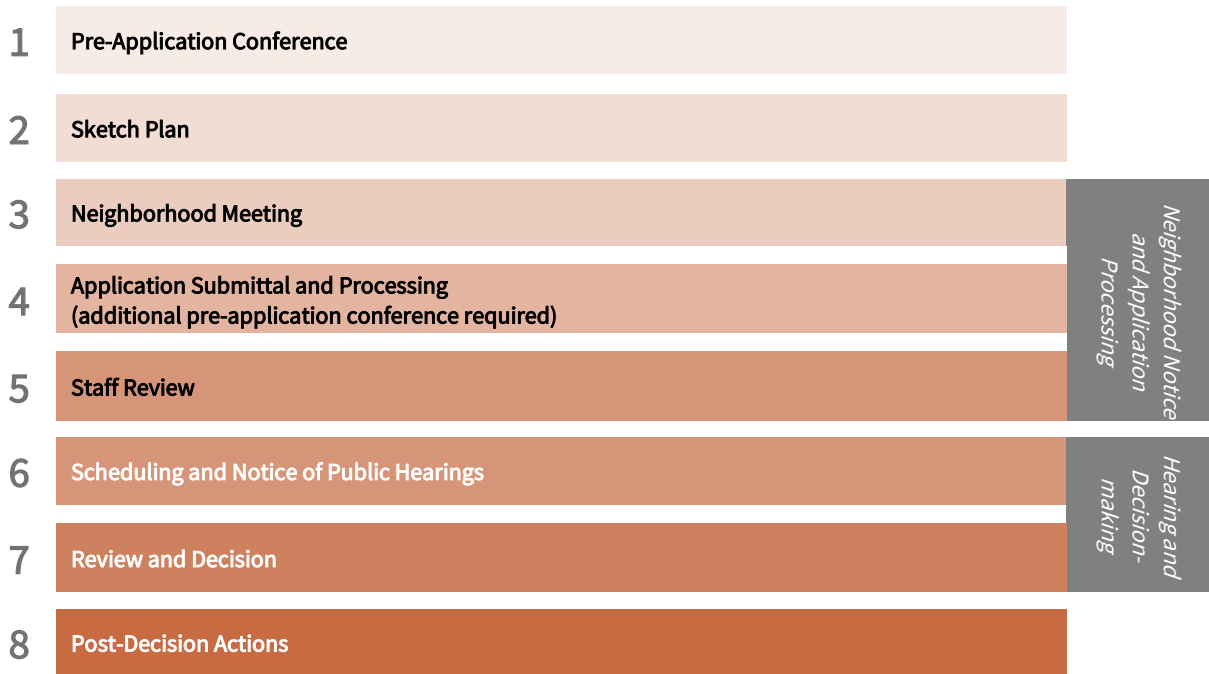 1
Pre-Application Conference
2
Sketch Plan
3
Neighborhood Meeting
4
Application Submittal and Processing
(additional pre-application conference required)
5
Staff Review
Neighborhood Notice
and Application
Processing
6
Scheduling and Notice of Public Hearings
7
Review and Decision
Hearing and
Decision-
making
8
Post-Decision Actions